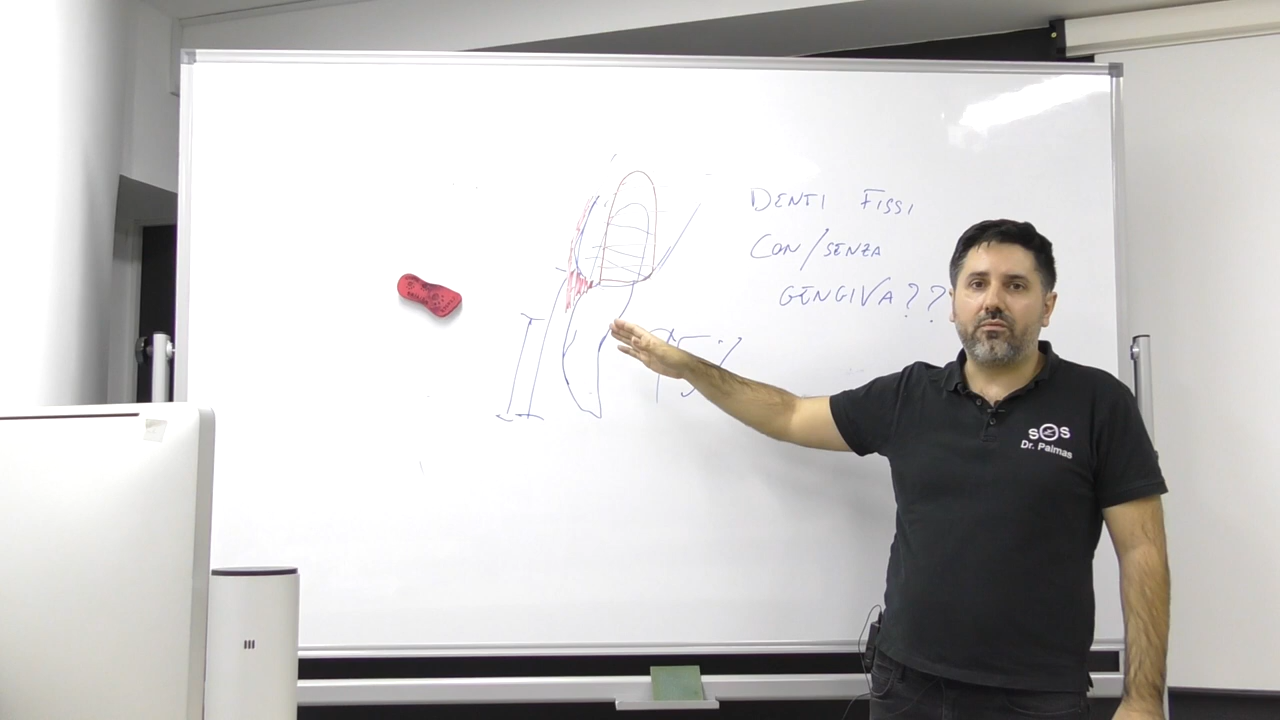 DENTI FISSI
CON/SENZA
GENGIVA??
SOS
Dr. Palmas